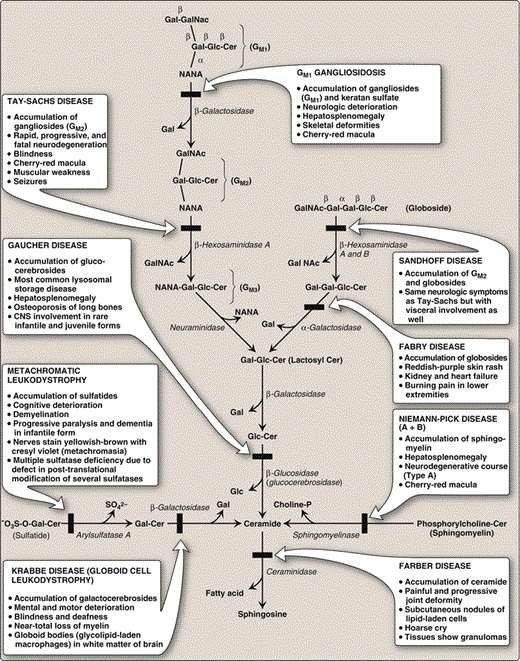 β
Gal-GalNac
β β β
Gal-Glc-Cer (GM1)
α
NANA
GM1 GANGLIOSIDOSIS
• Accumulation of gangliosides
(GM1) and keratan sulfate
• Neurologic deterioration
• Hepatosplenomegaly
• Skeletal deformities
• Cherry-red macula
β-Galactosidase
Gal
GalNAc
Gal-Glc-Cer (GM2)
NANA
TAY-SACHS DISEASE
• Accumulation of
gangliosides (GM2)
• Rapid, progressive, and
fatal neurodegeneration
• Blindness
• Cherry-red macula
• Muscular weakness
• Seizures
β α β β
GalNAc-Gal-Gal-Glc-Cer (Globoside)
β-Hexosaminidase A
GalNAc
β-Hexosaminidase
A and B
Gal NAc
SANDHOFF DISEASE
• Accumulation of GM2
and globosides
• Same neurologic symptoms
as Tay-Sachs but with
visceral involvement as
well
GAUCHER DISEASE
• Accumulation of gluco-
cerebrosides
• Most common lysosomal
storage disease
• Hepatosplenomegaly
• Osteoporosis of long bones
• CNS involvement in rare
infantile and juvenile forms
NANA-Gal-Glc-Cer (GM3)
Gal-Gal-Glc-Cer
NANA
Neuraminidase
Gal
α-Galactosidase
FABRY DISEASE
• Accumulation of globosides
• Reddish-purple skin rash
• Kidney and heart failure
• Burning pain in lower
extremities
Gal-Glc-Cer (Lactosyl Cer)
METACHROMATIC
LEUKODYSTROPHY
• Accumulation of sulfatides
• Cognitive deterioration
• Demyelination
• Progressive paralysis and dementia
in infantile form
• Nerves stain yellowish-brown with
cresyl violet (metachromasia)
• Multiple sulfatase deficiency due to
defect in post-translational
modification of several sulfatases
β-Galactosidase
Gal
Glc-Cer
β-Glucosidase
(glucocerebrosidase)
Glc
NIEMANN-PICK DISEASE
(A + B)
• Accumulation of sphingo-
myelin
• Hepatosplenomegaly
• Neurodegenerative course
(Type A)
• Cherry-red macula
SO42–
β-Galactosidase
Gal
Choline-P
–O3S-O-Gal-Cer
(Sulfatide)
Arylsulfatase A
Gal-Cer
Ceramide
Sphingomyelinase
Phosphorylcholine-Cer
(Sphingomyelin)
KRABBE DISEASE (GLOBOID CELL
LEUKODYSTROPHY)
• Accumulation of galactocerebrosides
• Mental and motor deterioration
• Blindness and deafness
• Near-total loss of myelin
• Globoid bodies (glycolipid-laden
macrophages) in white matter of brain
Ceramidase
Fatty acid
Sphingosine
FARBER DISEASE
• Accumulation of ceramide
• Painful and progressive
joint deformity
• Subcutaneous nodules of
lipid-laden cells
• Hoarse cry
• Tissues show granulomas